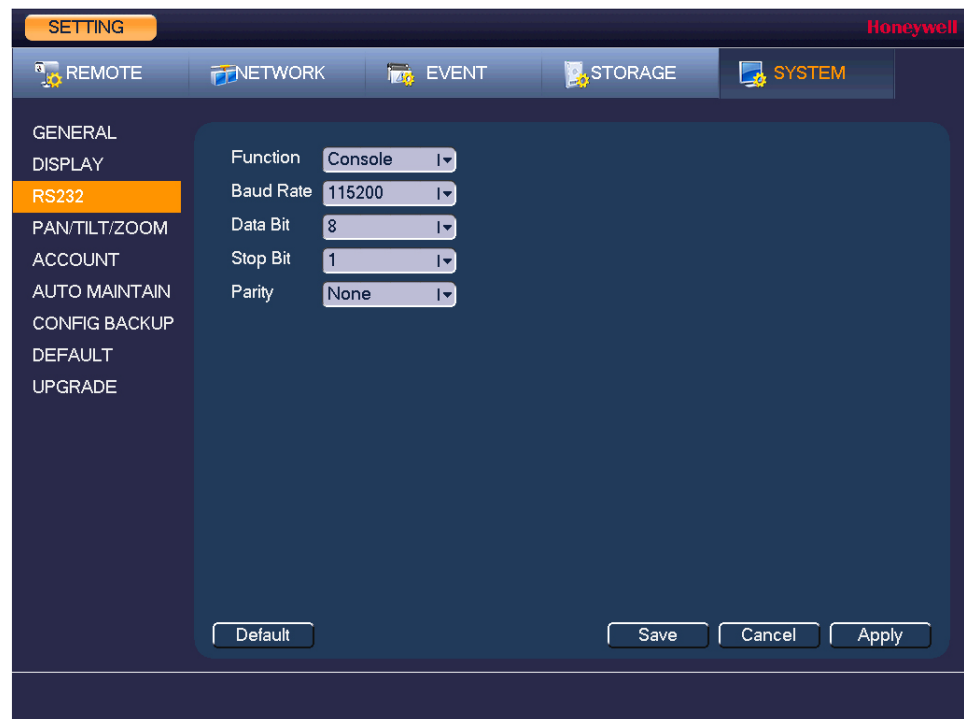 SETTING
Honeywell
REMOTE
NETWORK
EVENT
STORAGE
SYSTEM
GENERAL
DISPLAY
RS232
PAN/TILT/ZOOM
ACCOUNT
AUTO MAINTAIN
CONFIG BACKUP
DEFAULT
UPGRADE
Function Console
Baud Rate 115200
Data Bit 8
Stop Bit 1
Parity None
Default
Save
Cancel
Apply